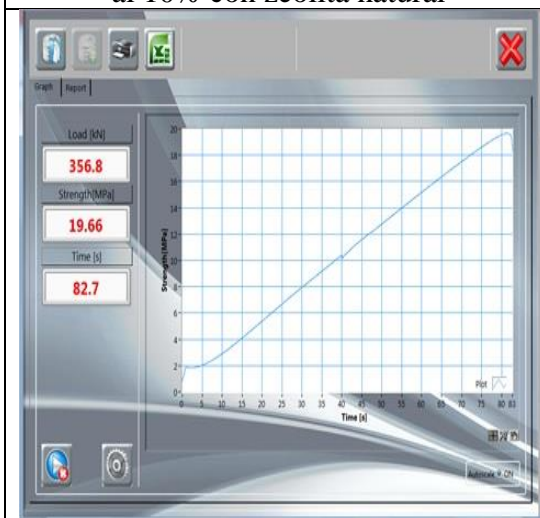 al 10% con zeolita natural
Graph Report
Load [kN]
356.8
Strength[MPa]
19.66
Time [s]
82.7
Strength[MPa]
20
18
16
14
12
10
8
6
4
2
0
0 5 10 15 20 25 30 35 40 45 50 55 60 65 70 75 80 83
Time [s]
Plot
Autoscale ON